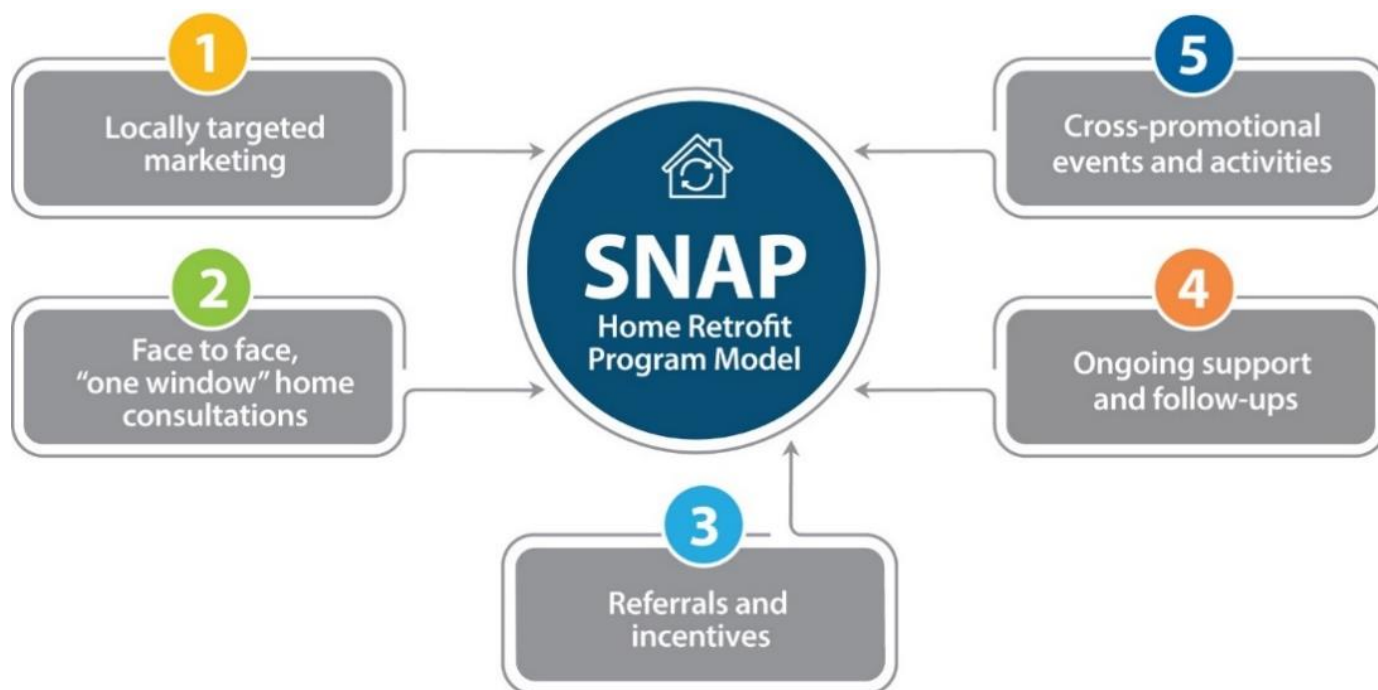 1
Locally targeted
marketing
2
Face to face,
“one window” home
consultations
SNAP
Home Retrofit
Program Model
3
Referrals and
incentives
4
Ongoing support
and follow-ups
5
Cross-promotional
events and activities